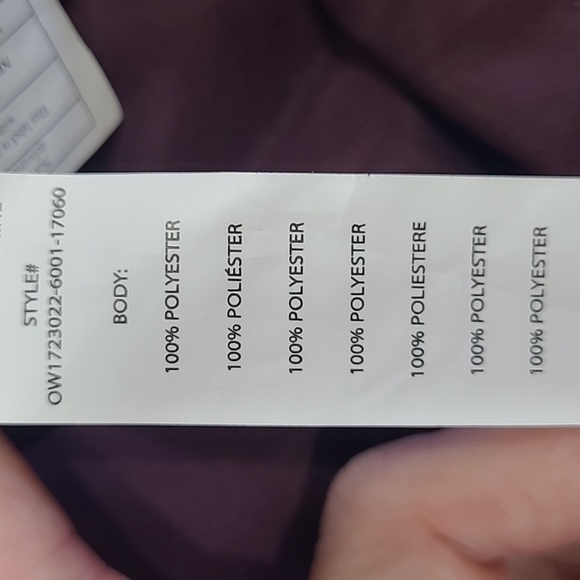 STYLE#
OW1723022-6001-17060
BODY:
100% POLYESTER
100% POLIÉSTER
100% POLYESTER
100% POLYESTER
100% POLIESTERE
100% POLYESTER
100% POLYESTER